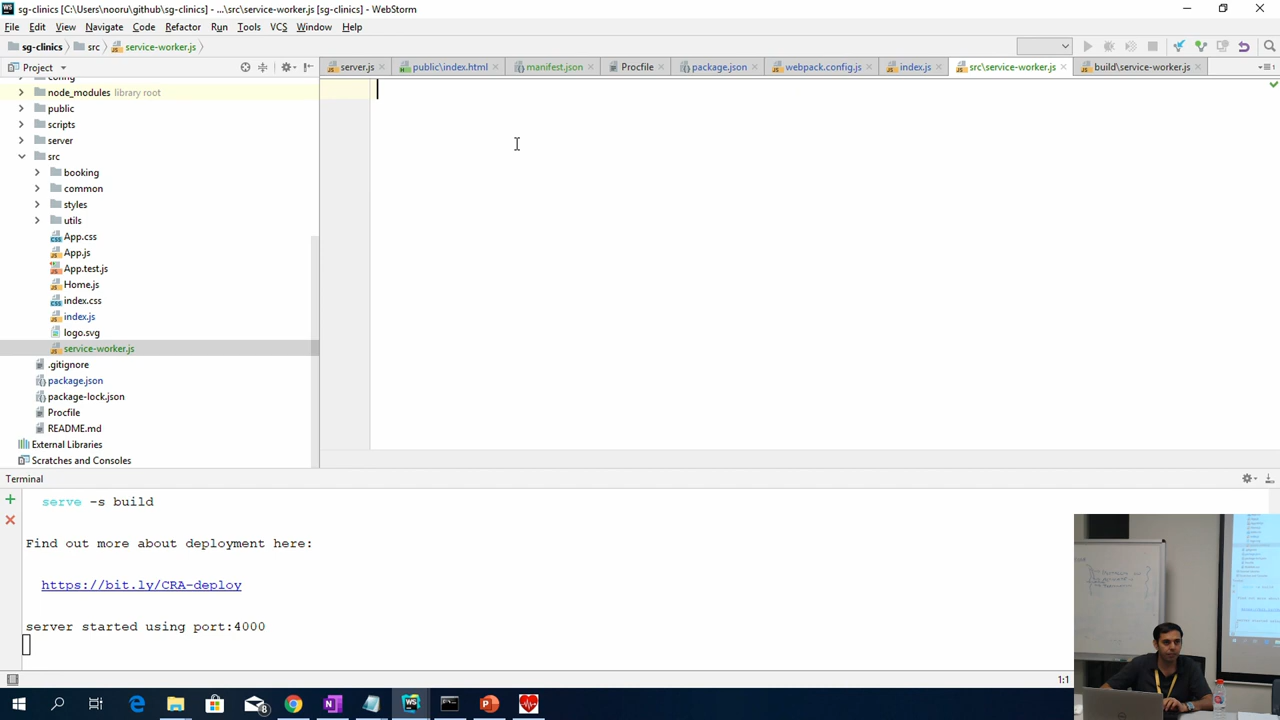 sg-clinics [C:\Users\nooru\github\sg-clinics] - ...\src\service-worker.js [sg-clinics] - WebStorm
File Edit View Navigate Code Refactor Run Tools VCS Window Help
sg-clinics src service-worker.js
Project
server.js public\index.html manifest.json Procfile package.json webpack.config.js index.js src\service-worker.js build\service-worker.js
config
node_modules library root
public
scripts
server
src
booking
common
styles
utils
App.css
App.js
App.test.js
Home.js
index.css
index.js
logo.svg
service-worker.js
.gitignore
package.json
package-lock.json
Procfile
README.md
External Libraries
Scratches and Consoles
Terminal
serve -s build
Find out more about deployment here:
https://bit.ly/CRA-deploy
server started using port:4000
1:1